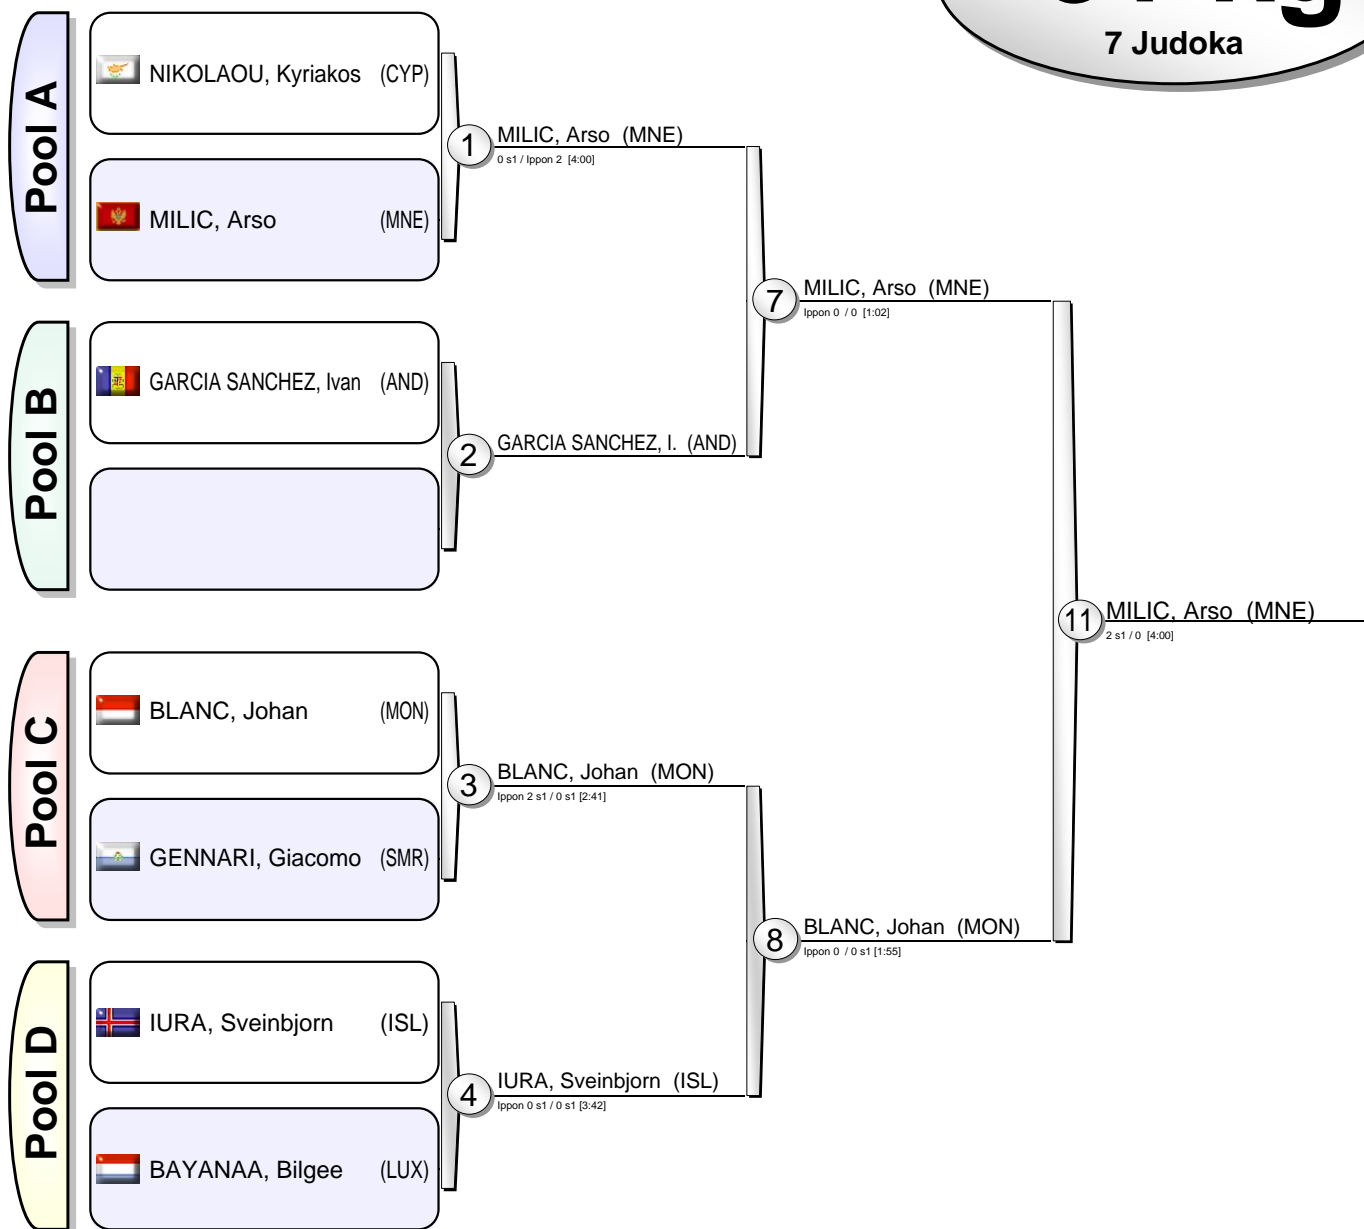 7 Judoka
Pool A
NIKOLAOU, Kyriakos (CYP)
MILIC, Arso (MNE)
1
MILIC, Arso (MNE)
0 s1 / Ippon 2 [4:00]
Pool B
GARCIA SANCHEZ, Ivan (AND)
2
GARCIA SANCHEZ, I. (AND)
7
MILIC, Arso (MNE)
Ippon 0 / 0 [1:02]
Pool C
BLANC, Johan (MON)
GENNARI, Giacomo (SMR)
3
BLANC, Johan (MON)
Ippon 2 s1 / 0 s1 [2:41]
Pool D
IURA, Sveinbjorn (ISL)
BAYANAA, Bilgee (LUX)
4
IURA, Sveinbjorn (ISL)
Ippon 0 s1 / 0 s1 [3:42]
8
BLANC, Johan (MON)
Ippon 0 / 0 s1 [1:55]
11
MILIC, Arso (MNE)
2 s1 / 0 [4:00]